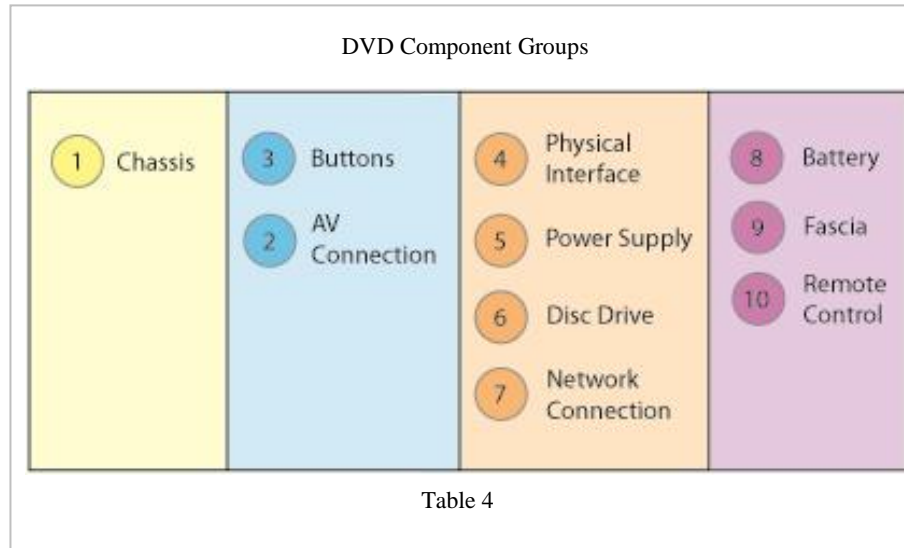 DVD Component Groups
1 Chassis
3 Buttons
2 AV
Connection
4 Physical
Interface
5 Power Supply
6 Disc Drive
7 Network
Connection
8 Battery
9 Fascia
10 Remote
Control
Table 4